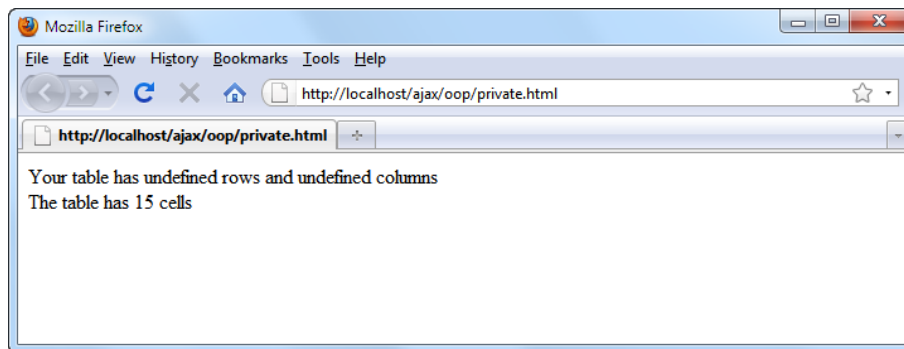 Mozilla Firefox
File Edit View History Bookmarks Tools Help
http://localhost/ajax/oop/private.html
http://localhost/ajax/oop/private.html
Your table has undefined rows and undefined columns
The table has 15 cells